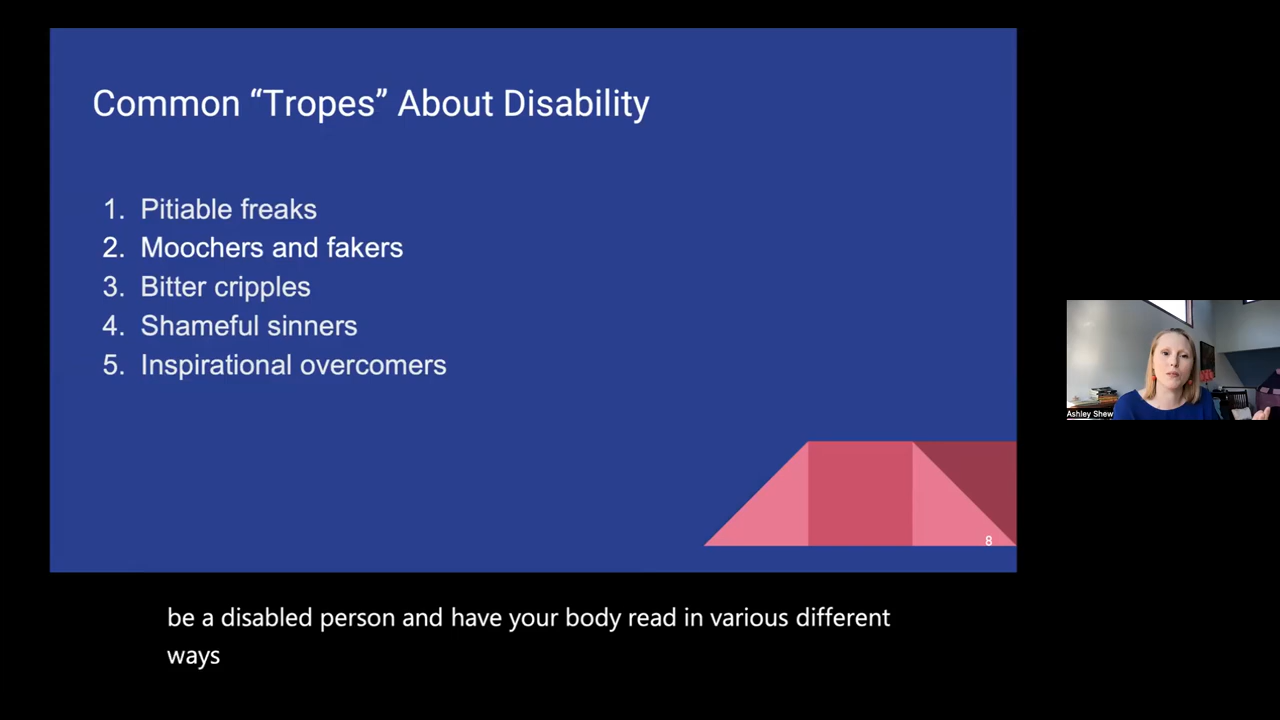 Common “Tropes” About Disability
1. Pitiable freaks
2. Moochers and fakers
3. Bitter cripples
4. Shameful sinners
5. Inspirational overcomers
8
Ashley Shew
be a disabled person and have your body read in various different
ways